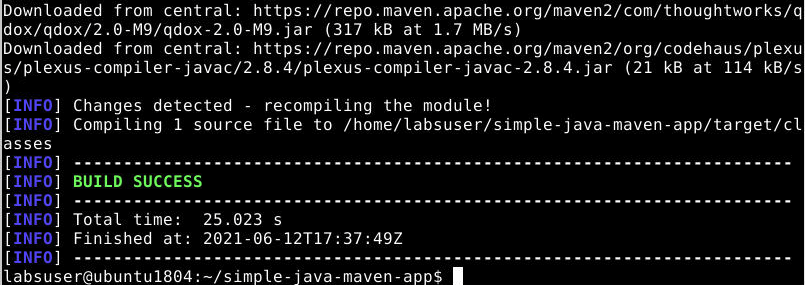 Downloaded from central: https://repo.maven.apache.org/maven2/com/thoughtworks/q
dox/qdox/2.0-M9/qdox-2.0-M9.jar (317 kB at 1.7 MB/s)
Downloaded from central: https://repo.maven.apache.org/maven2/org/codehaus/plexu
s/plexus-compiler-javac/2.8.4/plexus-compiler-javac-2.8.4.jar (21 kB at 114 kB/s
)
[INFO] Changes detected - recompiling the module!
[INFO] Compiling 1 source file to /home/labsuser/simple-java-maven-app/target/cl
asses
[INFO] ------------------------------------------------------------------------
[INFO] BUILD SUCCESS
[INFO] ------------------------------------------------------------------------
[INFO] Total time:  25.023 s
[INFO] Finished at: 2021-06-12T17:37:49Z
[INFO] ------------------------------------------------------------------------
labsuser@ubuntu1804:~/simple-java-maven-app$